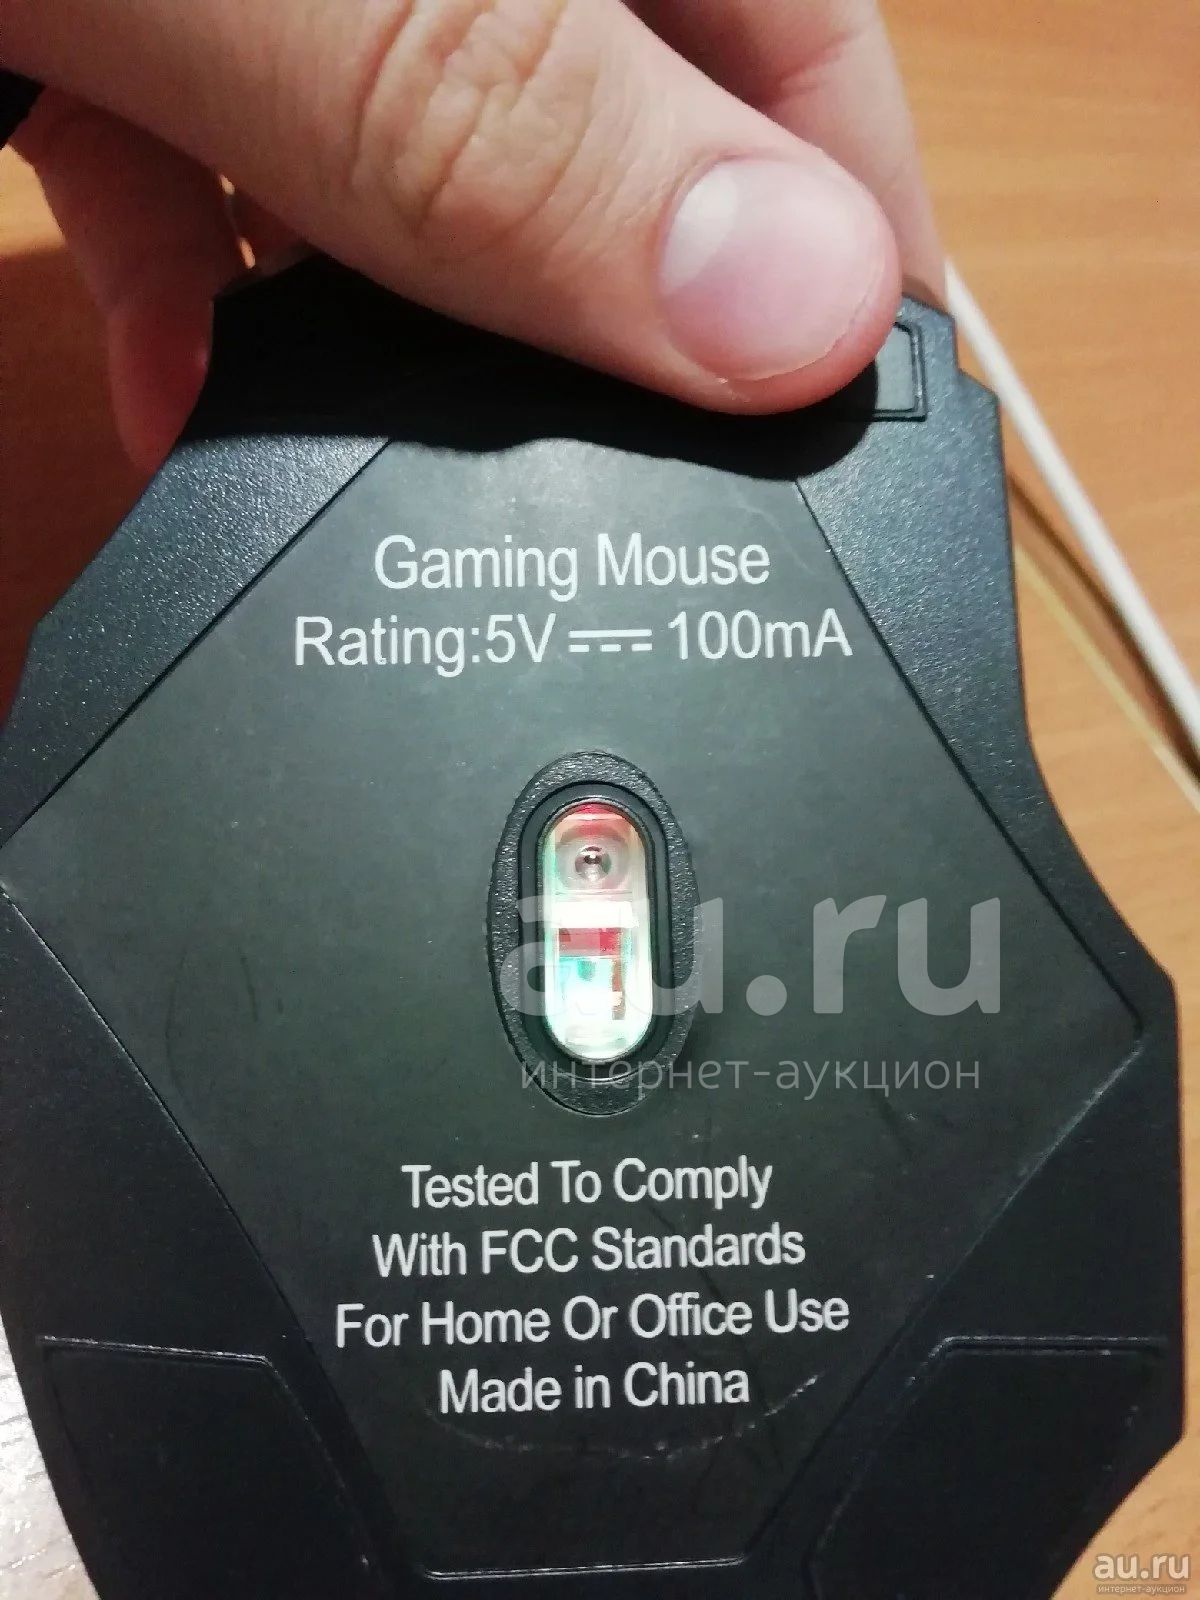 Gaming Mouse
Rating:5V ⎓ 100mA
au.ru
интернет-аукцион
Tested To Comply
With FCC Standards
For Home Or Office Use
Made in China
au.ru
интернет-аукцион